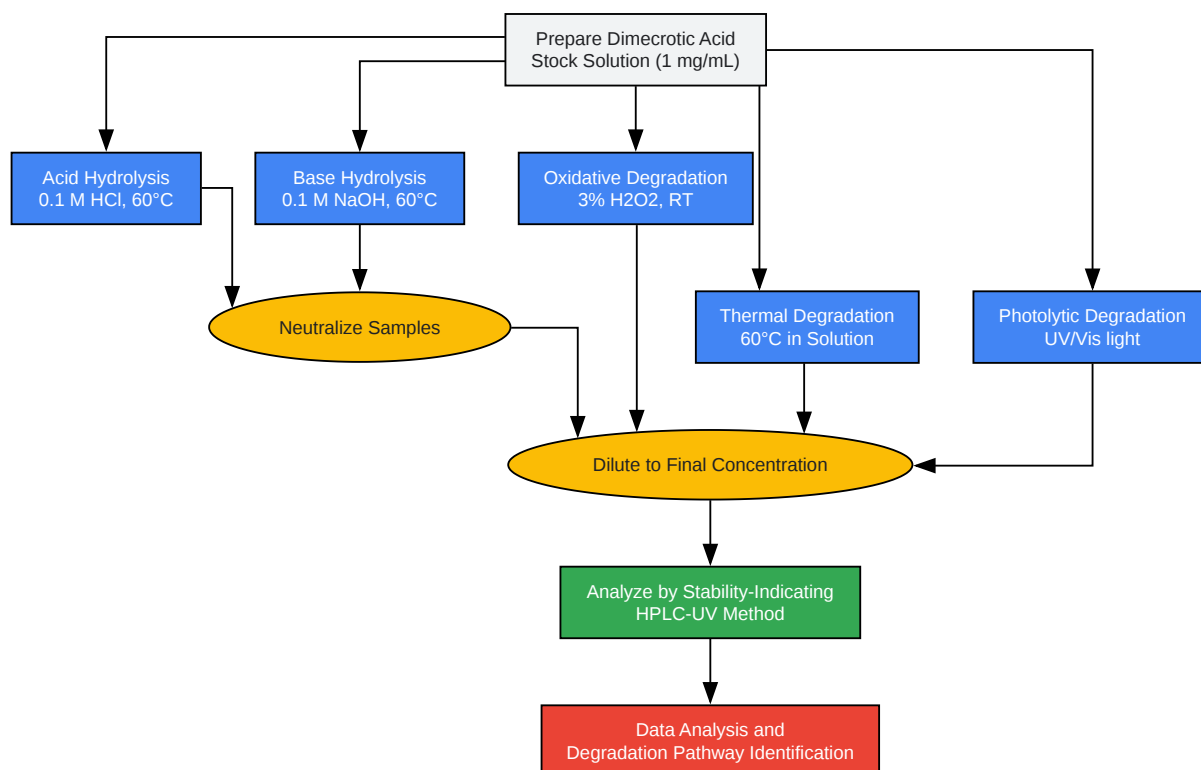 Prepare Dimecrotic Acid
Stock Solution (1 mg/mL)
Acid Hydrolysis
0.1 M HCl, 60°C
Base Hydrolysis
0.1 M NaOH, 60°C
Oxidative Degradation
3% H2O2, RT
Thermal Degradation
60°C in Solution
Photolytic Degradation
UV/Vis light
Neutralize Samples
Dilute to Final Concentration
Analyze by Stability-Indicating
HPLC-UV Method
Data Analysis and
Degradation Pathway Identification